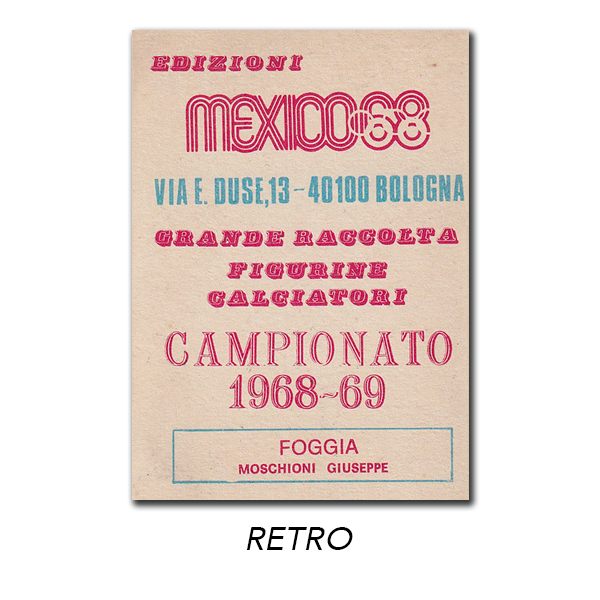 EDIZIONI
MEXICO·68
VIA E. DUSE,13-40100 BOLOGNA
GRANDE RACCOLTA
FIGURINE
CALCIATORI
CAMPIONATO
1968~69
FOGGIA
MOSCHIONI GIUSEPPE
RETRO